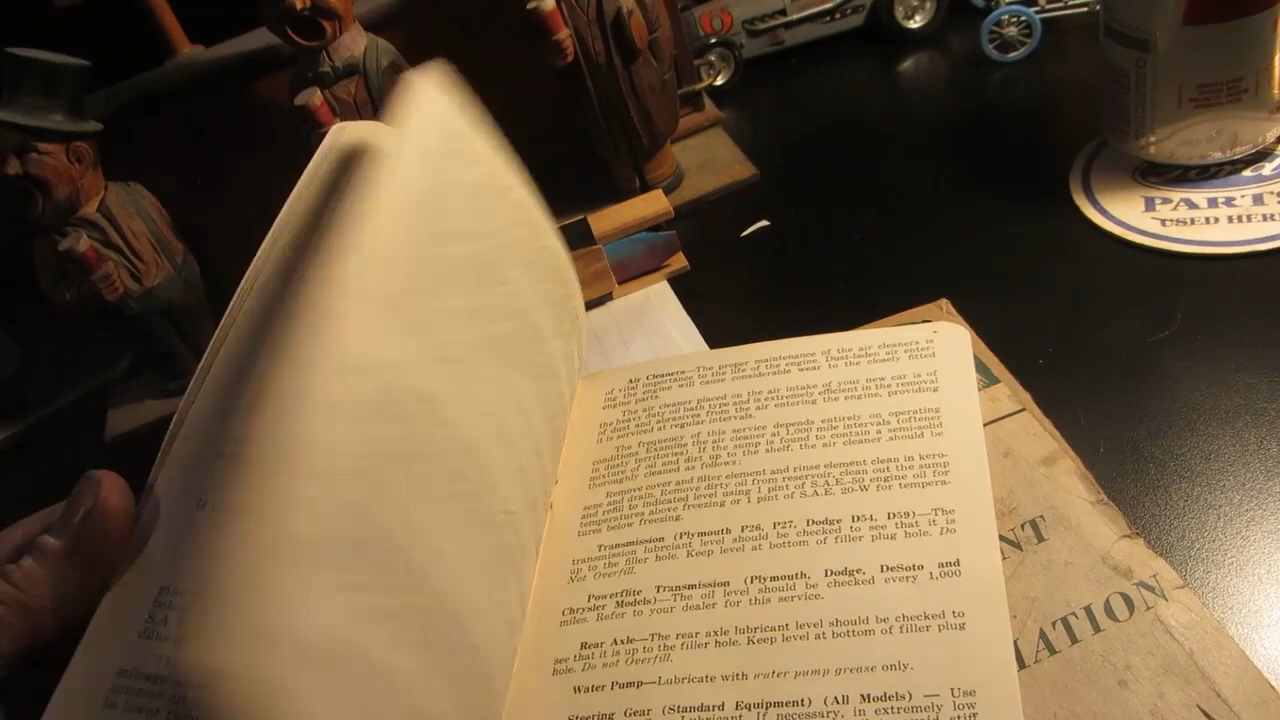 Ford
PARTS
USED HERE
Air Cleaners—The proper maintenance of the air cleaners is
of vital importance to the life of the engine. Dust-laden air enter-
ing the engine will cause considerable wear to the closely fitted
engine parts.
The air cleaner placed on the air intake of your new car is of
the heavy duty oil bath type and is extremely efficient in the removal
of dust and abrasives from the air entering the engine, providing
it is serviced at regular intervals.
The frequency of this service depends entirely on operating
conditions. Examine the air cleaner at 1,000 mile intervals (oftener
in dusty territories). If the sump is found to contain a semi-solid
mixture of oil and dirt up to the shelf, the air cleaner should be
thoroughly cleaned as follows:
Remove cover and filter element and rinse element clean in kero-
sene and drain. Remove dirty oil from reservoir, clean out the sump
and refill to indicated level using 1 pint of S.A.E.-50 engine oil for
temperatures above freezing or 1 pint of S.A.E. 20-W for tempera-
tures below freezing.
Transmission (Plymouth P26, P27, Dodge D54, D59)—The
transmission lubricant level should be checked to see that it is
up to the filler hole. Keep level at bottom of filler plug hole. Do
Not Overfill.
Powerflite Transmission (Plymouth, Dodge, DeSoto and
Chrysler Models)—The oil level should be checked every 1,000
miles. Refer to your dealer for this service.
Rear Axle—The rear axle lubricant level should be checked to
see that it is up to the filler hole. Keep level at bottom of filler plug
hole. Do not Overfill.
Water Pump—Lubricate with water pump grease only.
Steering Gear (Standard Equipment) (All Models) — Use
Lubricant. If necessary, in extremely low
NT
MATION